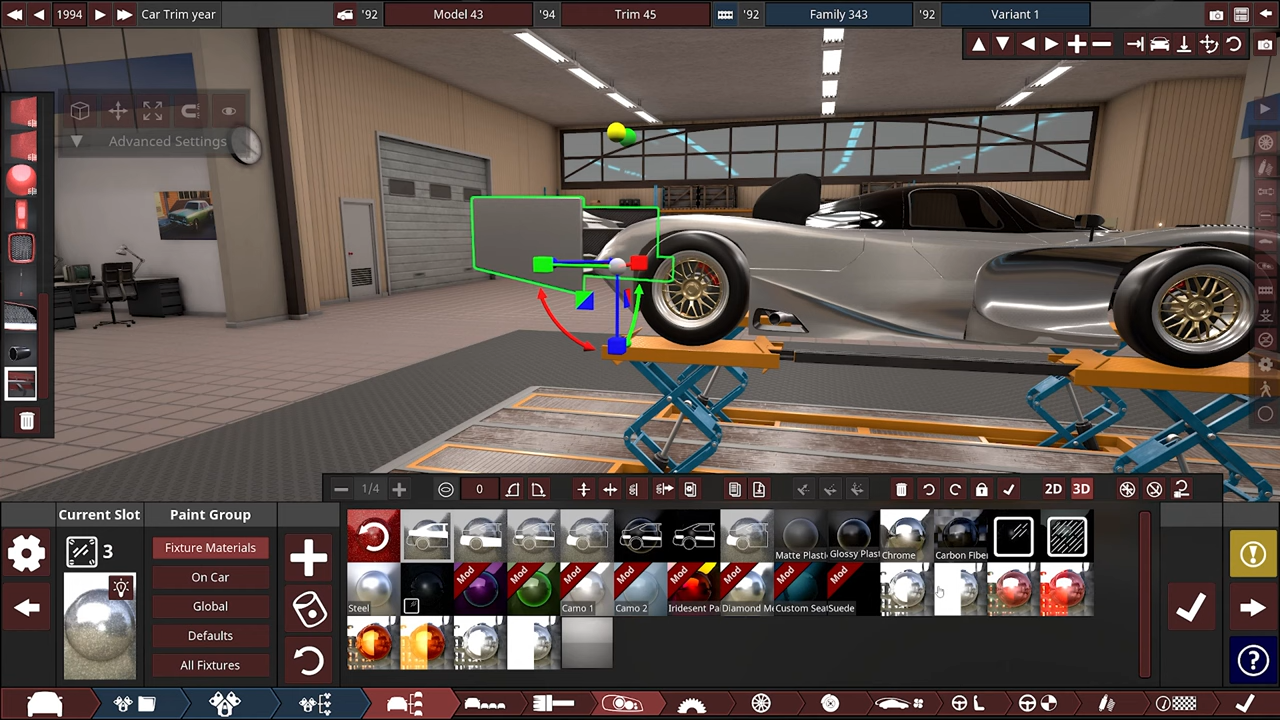 1994 Car Trim year '92 Model 43 '94 Trim 45 '92 Family 343 '92 Variant 1
Advanced Settings
1/4 0 2D 3D
Current Slot Paint Group
3 Fixture Materials
On Car
Global
Defaults
All Fixtures
Matte Plasti Glossy Plast Chrome Carbon Fiber
Mod Mod Mod Mod Mod Mod Mod Mod
Steel Camo 1 Camo 2 Iridesent Pa Diamond Me Custom Sea Suede